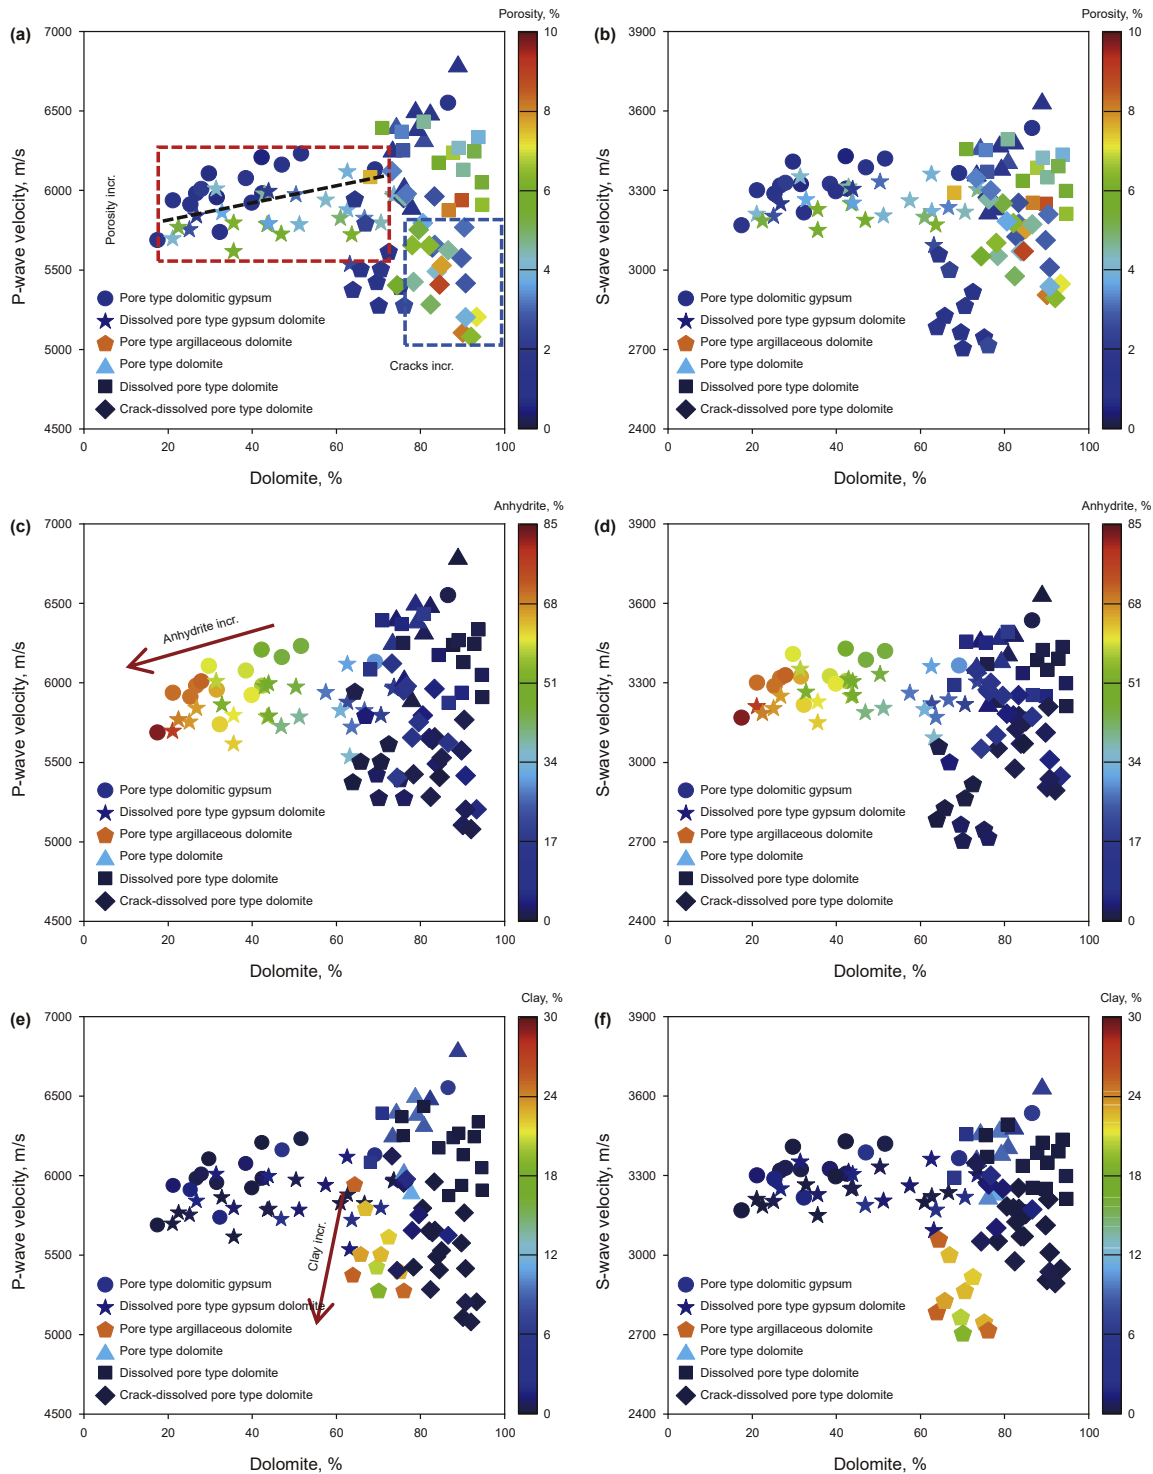 Porosity, %
(a)
7000
6500
6000
5500
5000
4500
P-wave velocity, m/s
Porosity incr.
Cracks incr.
Pore type dolomitic gypsum
Dissolved pore type gypsum dolomite
Pore type argillaceous dolomite
Pore type dolomite
Dissolved pore type dolomite
Crack-dissolved pore type dolomite
0 20 40 60 80 100
Dolomite, %
10
8
6
4
2
0
Porosity, %
(b)
3900
3600
3300
3000
2700
2400
S-wave velocity, m/s
Pore type dolomitic gypsum
Dissolved pore type gypsum dolomite
Pore type argillaceous dolomite
Pore type dolomite
Dissolved pore type dolomite
Crack-dissolved pore type dolomite
0 20 40 60 80 100
Dolomite, %
10
8
6
4
2
0
Anhydrite, %
(c)
7000
6500
6000
5500
5000
4500
P-wave velocity, m/s
Anhydrite incr.
Pore type dolomitic gypsum
Dissolved pore type gypsum dolomite
Pore type argillaceous dolomite
Pore type dolomite
Dissolved pore type dolomite
Crack-dissolved pore type dolomite
0 20 40 60 80 100
Dolomite, %
85
68
51
34
17
0
Anhydrite, %
(d)
3900
3600
3300
3000
2700
2400
S-wave velocity, m/s
Pore type dolomitic gypsum
Dissolved pore type gypsum dolomite
Pore type argillaceous dolomite
Pore type dolomite
Dissolved pore type dolomite
Crack-dissolved pore type dolomite
0 20 40 60 80 100
Dolomite, %
85
68
51
34
17
0
Clay, %
(e)
7000
6500
6000
5500
5000
4500
P-wave velocity, m/s
Clay incr.
Pore type dolomitic gypsum
Dissolved pore type gypsum dolomite
Pore type argillaceous dolomite
Pore type dolomite
Dissolved pore type dolomite
Crack-dissolved pore type dolomite
0 20 40 60 80 100
Dolomite, %
30
24
18
12
6
0
Clay, %
(f)
3900
3600
3300
3000
2700
2400
S-wave velocity, m/s
Pore type dolomitic gypsum
Dissolved pore type gypsum dolomite
Pore type argillaceous dolomite
Pore type dolomite
Dissolved pore type dolomite
Crack-dissolved pore type dolomite
0 20 40 60 80 100
Dolomite, %
30
24
18
12
6
0